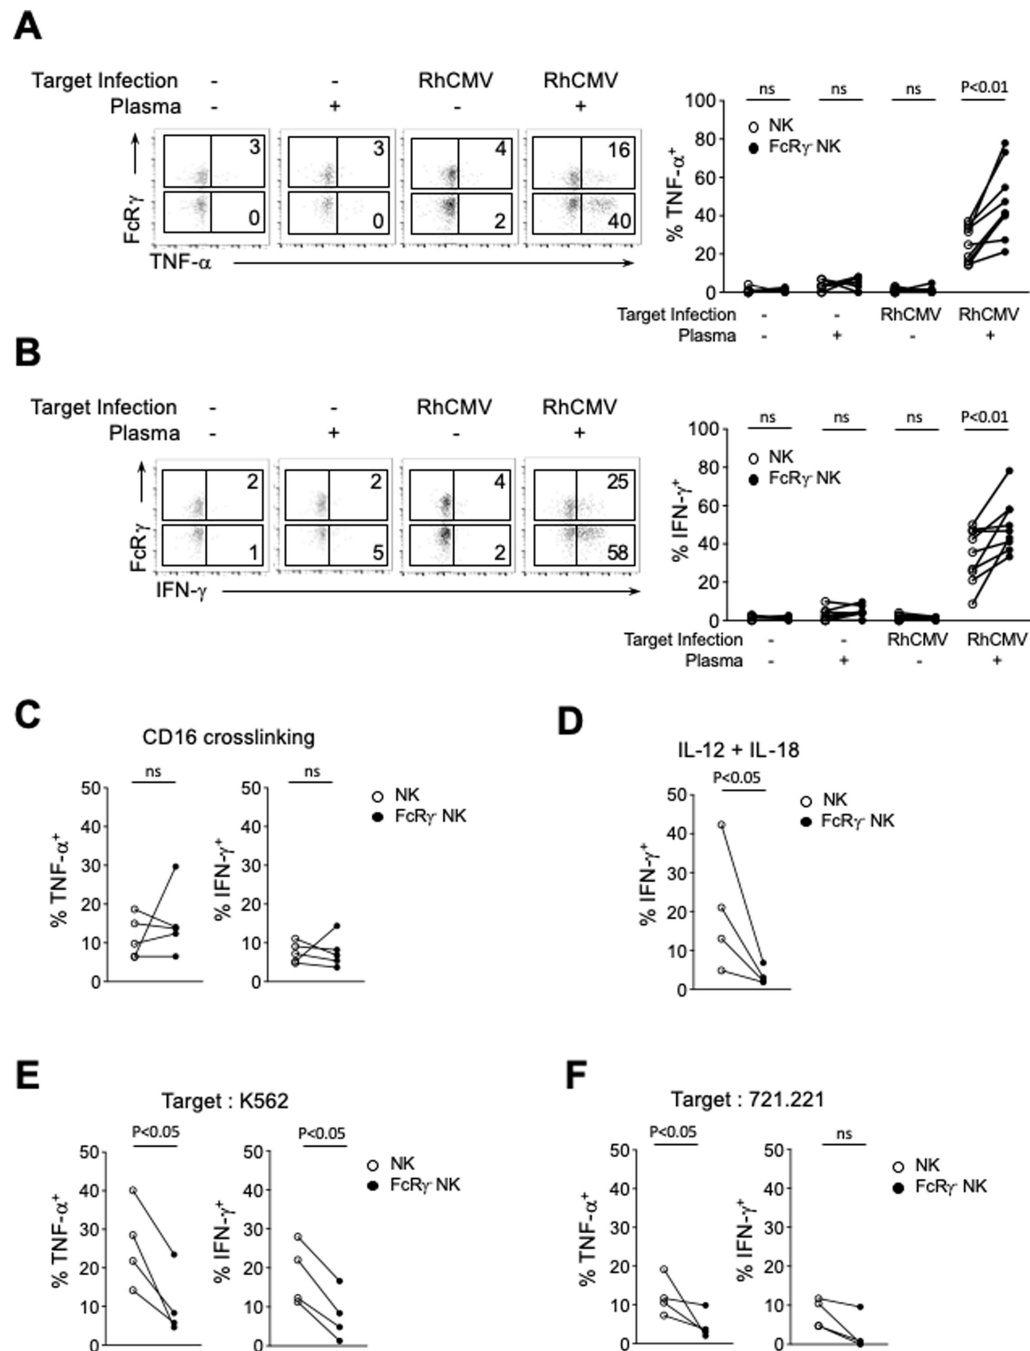 A
Target Infection - - RhCMV RhCMV
Plasma - + - +
3 3 4 16
0 0 2 40
FcRγ
TNF-α
ns ns ns P<0.01
100
80
60
40
20
0
% TNF-α+
NK
FcRγ- NK
Target Infection - - RhCMV RhCMV
Plasma - + - +
B
Target Infection - - RhCMV RhCMV
Plasma - + - +
2 2 4 25
1 5 2 58
FcRγ
IFN-γ
ns ns ns P<0.01
100
80
60
40
20
0
% IFN-γ+
NK
FcRγ- NK
Target Infection - - RhCMV RhCMV
Plasma - + - +
C
CD16 crosslinking
ns
50
40
30
20
10
0
% TNF-α+
ns
50
40
30
20
10
0
% IFN-γ+
NK
FcRγ- NK
D
IL-12 + IL-18
P<0.05
50
40
30
20
10
0
% IFN-γ+
NK
FcRγ- NK
E
Target : K562
P<0.05
50
40
30
20
10
0
% TNF-α+
P<0.05
50
40
30
20
10
0
% IFN-γ+
NK
FcRγ- NK
F
Target : 721.221
P<0.05
50
40
30
20
10
0
% TNF-α+
ns
50
40
30
20
10
0
% IFN-γ+
NK
FcRγ- NK